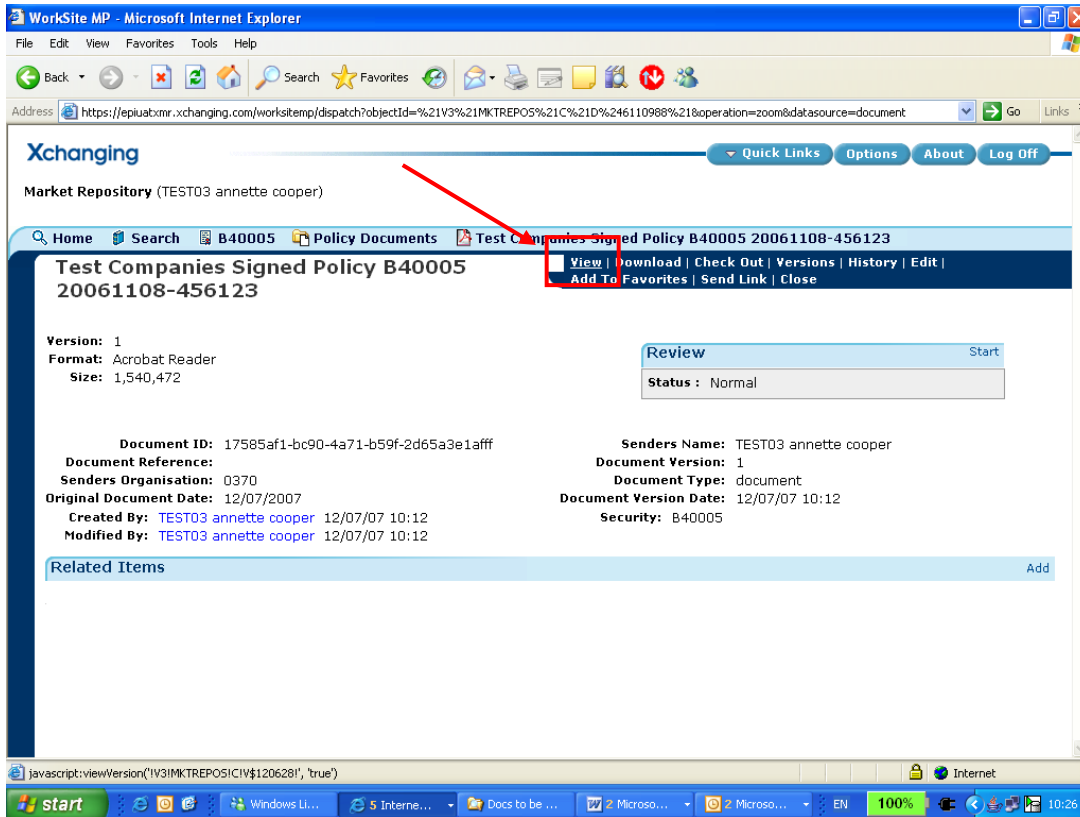 WorkSite MP - Microsoft Internet Explorer
File Edit View Favorites Tools Help
Back Search Favorites
Address https://epiuatxmr.xchanging.com/worksitemp/dispatch?objectId=%21V3%21MKTREPOS%21C%21D%246110988%21&operation=zoom&datasource=document Go Links
Xchanging
Quick Links Options About Log Off
Market Repository (TEST03 annette cooper)
Home Search B40005 Policy Documents Test Companies Signed Policy B40005 20061108-456123
Test Companies Signed Policy B40005
20061108-456123
View | Download | Check Out | Versions | History | Edit |
Add To Favorites | Send Link | Close
Version: 1
Format: Acrobat Reader
Size: 1,540,472
Review Start
Status : Normal
Document ID: 17585af1-bc90-4a71-b59f-2d65a3e1afff
Document Reference:
Senders Organisation: 0370
Original Document Date: 12/07/2007
Created By: TEST03 annette cooper 12/07/07 10:12
Modified By: TEST03 annette cooper 12/07/07 10:12
Senders Name: TEST03 annette cooper
Document Version: 1
Document Type: document
Document Version Date: 12/07/07 10:12
Security: B40005
Related Items Add
javascript:viewVersion('!V3!MKTREPOS!C!V$120628!', 'true') Internet
start Windows Li... 5 Interne... Docs to be ... 2 Microso... 2 Microso... EN 100% 10:26